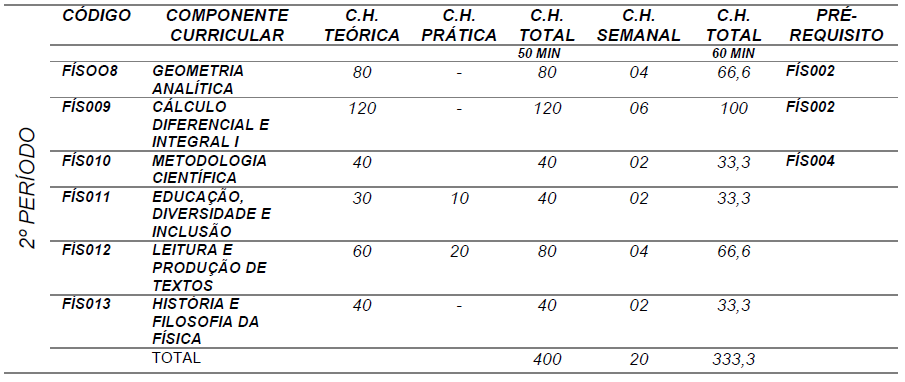 CÓDIGO COMPONENTE C.H. C.H. C.H. C.H. C.H. PRÉ-
CURRICULAR TEÓRICA PRÁTICA TOTAL SEMANAL TOTAL REQUISITO
50 MIN 60 MIN
2º PERÍODO
FÍSOO8 GEOMETRIA 80 - 80 04 66,6 FÍS002
ANALÍTICA
FÍS009 CÁLCULO 120 - 120 06 100 FÍS002
DIFERENCIAL E
INTEGRAL I
FÍS010 METODOLOGIA 40 40 02 33,3 FÍS004
CIENTÍFICA
FÍS011 EDUCAÇÃO, 30 10 40 02 33,3
DIVERSIDADE E
INCLUSÃO
FÍS012 LEITURA E 60 20 80 04 66,6
PRODUÇÃO DE
TEXTOS
FÍS013 HISTÓRIA E 40 - 40 02 33,3
FILOSOFIA DA
FÍSICA
TOTAL 400 20 333,3